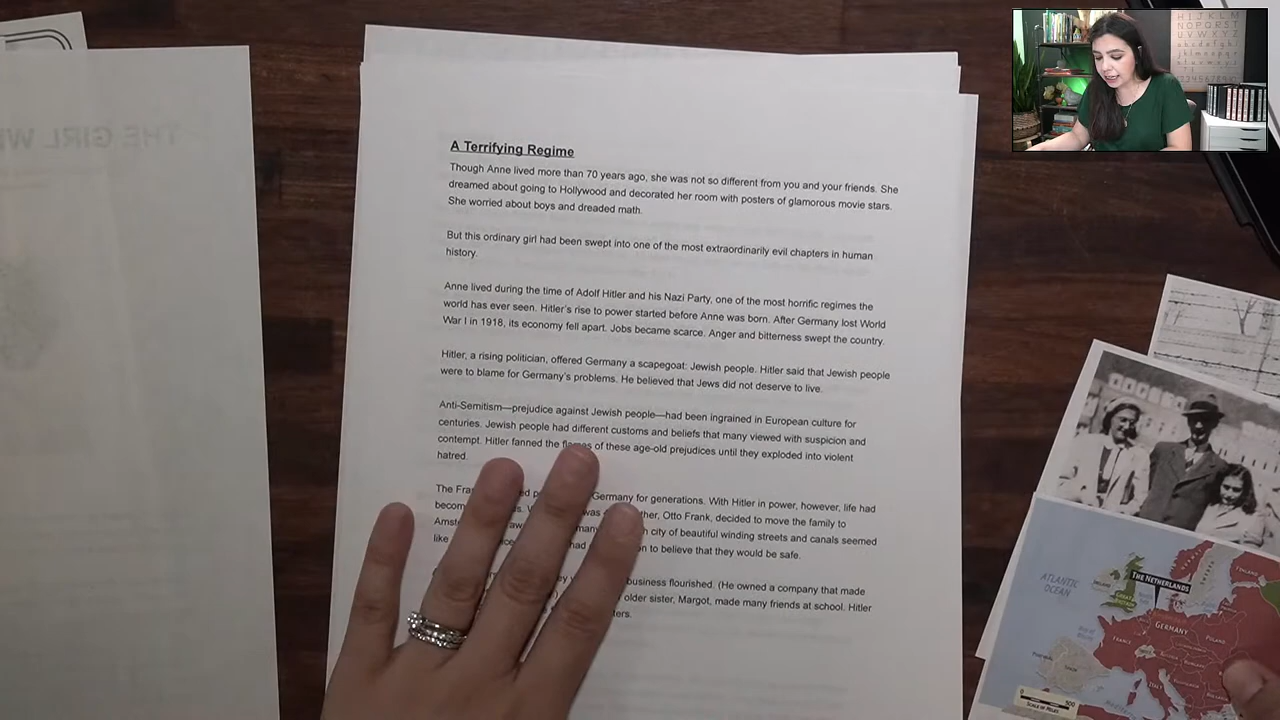 THE GIRL W
A Terrifying Regime
Though Anne lived more than 70 years ago, she was not so different from you and your friends. She
dreamed about going to Hollywood and decorated her room with posters of glamorous movie stars.
She worried about boys and dreaded math.
But this ordinary girl had been swept into one of the most extraordinarily evil chapters in human
history.
Anne lived during the time of Adolf Hitler and his Nazi Party, one of the most horrific regimes the
world has ever seen. Hitler's rise to power started before Anne was born. After Germany lost World
War I in 1918, its economy fell apart. Jobs became scarce. Anger and bitterness swept the country.
Hitler, a rising politician, offered Germany a scapegoat: Jewish people. Hitler said that Jewish people
were to blame for Germany's problems. He believed that Jews did not deserve to live.
Anti-Semitism—prejudice against Jewish people—had been ingrained in European culture for
centuries. Jewish people had different customs and beliefs that many viewed with suspicion and
contempt. Hitler fanned the flames of these age-old prejudices until they exploded into violent
hatred.
The Germany for generations. With Hitler in power, however, life had
was Otto Frank, decided to move the family to
city of beautiful winding streets and canals seemed
like had to believe that they would be safe.
business flourished. (He owned a company that made
older sister, Margot, made many friends at school. Hitler
ATLANTIC
OCEAN
THE NETHERLANDS
GREAT
BRITAIN
FINLAND
GERMANY
POLAND
FRANCE
SPAIN
ITALY
0 500
SCALE OF MILES
H I J K L M
N O P Q R S T
U V W X Y Z